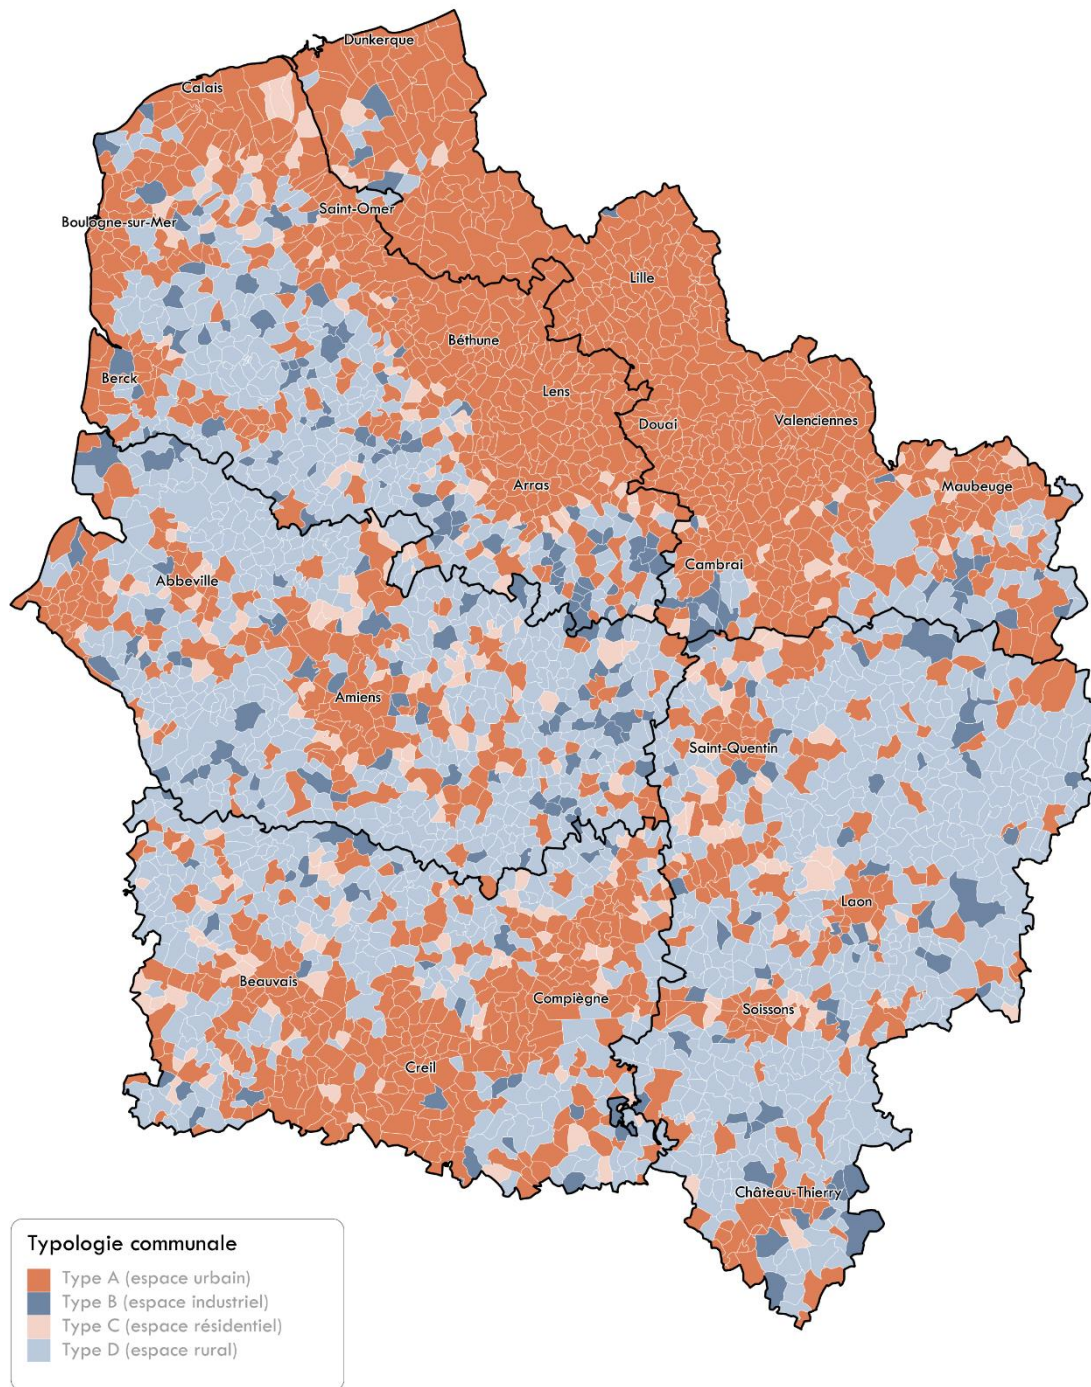 Dunkerque
Calais
Saint-Omer
Boulogne-sur-Mer
Lille
Béthune
Berck
Lens
Douai
Valenciennes
Arras
Maubeuge
Cambrai
Abbeville
Amiens
Saint-Quentin
Laon
Beauvais
Compiègne
Soissons
Creil
Château-Thierry
Typologie communale
Type A (espace urbain)
Type B (espace industriel)
Type C (espace résidentiel)
Type D (espace rural)